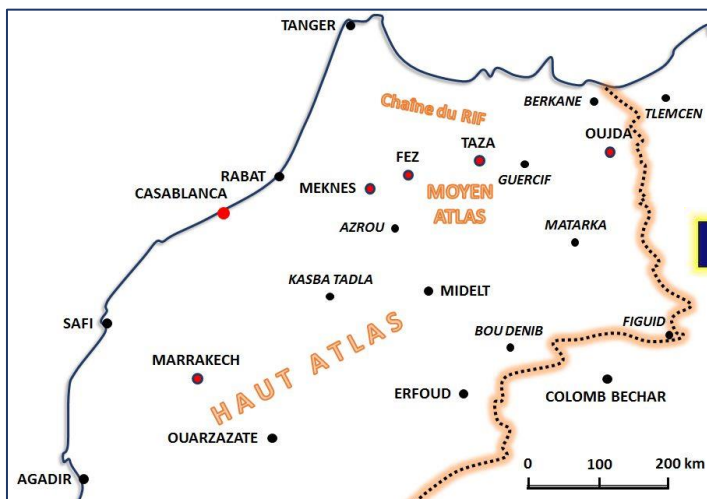 TANGER
Chaîne du RIF
BERKANE
TLEMCEN
OUJDA
TAZA
FEZ
GUERCIF
RABAT
MEKNES
MOYEN
ATLAS
CASABLANCA
AZROU
MATARKA
KASBA TADLA
MIDELT
SAFI
BOU DENIB
FIGUID
MARRAKECH
HAUT ATLAS
ERFOUD
COLOMB BECHAR
OUARZAZATE
AGADIR
0 100 200 km